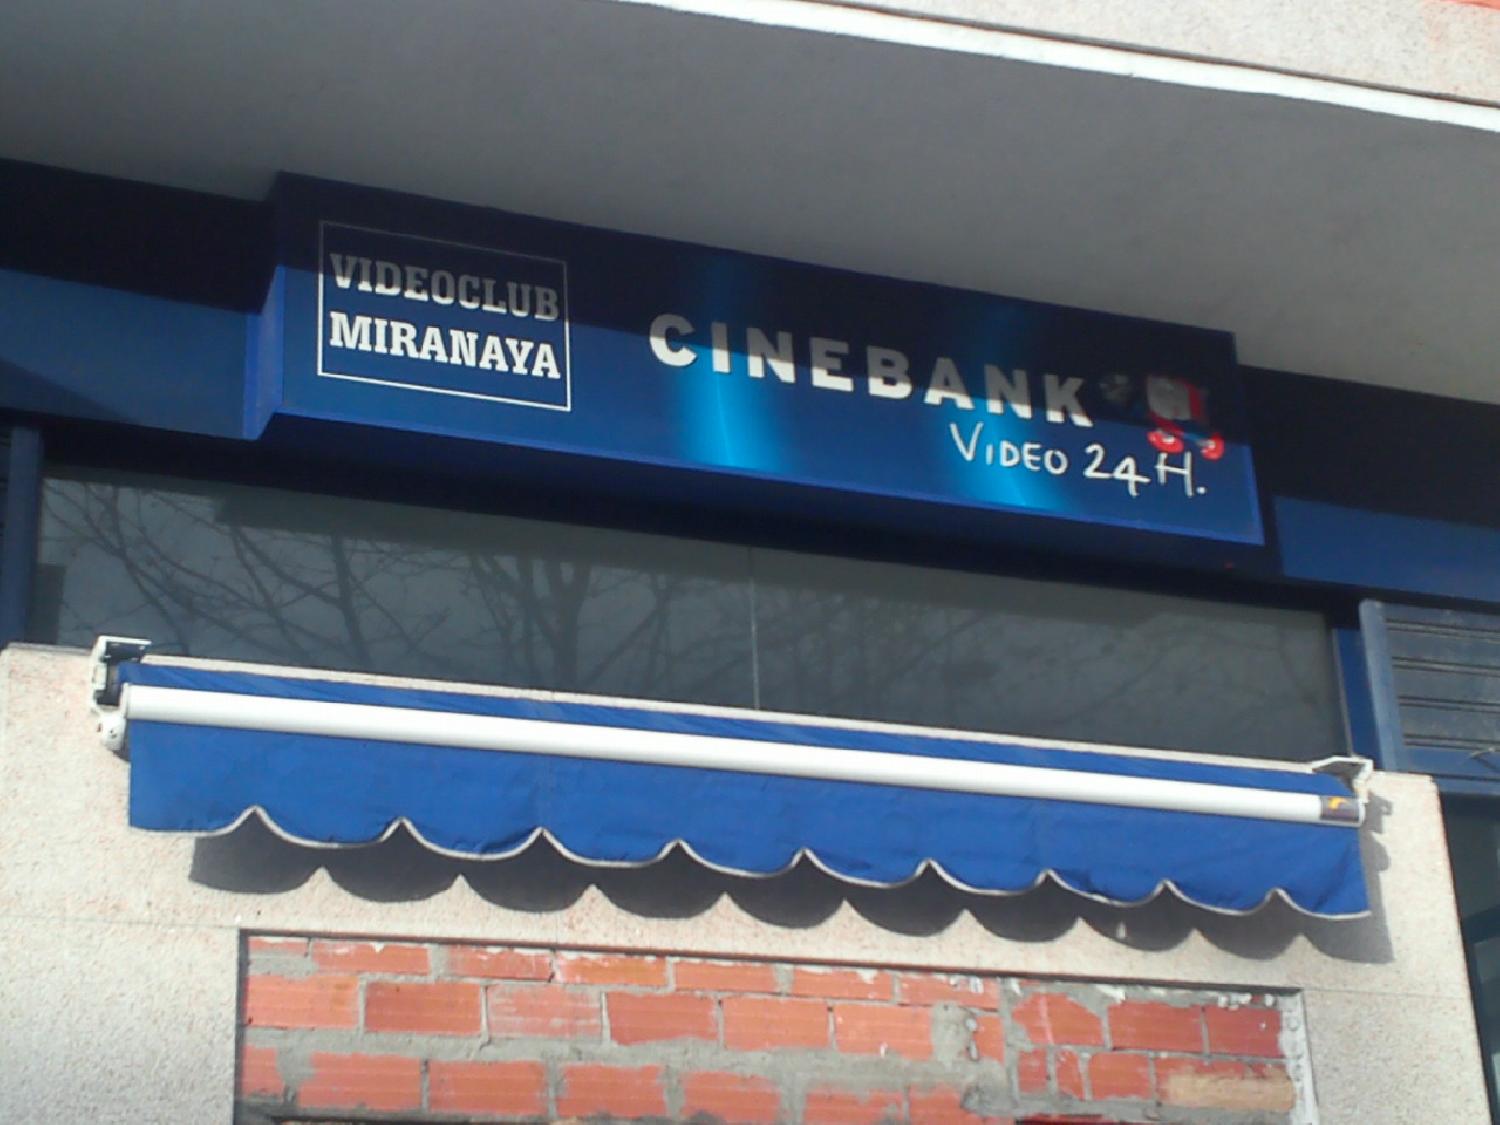 VIDEOCLUB
MIRANAYA
CINEBANK
VIDEO 24 H.